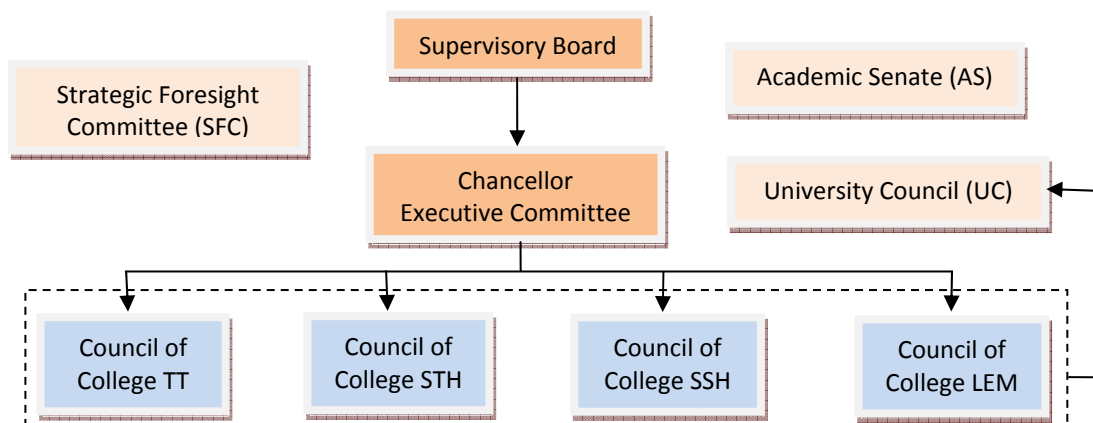 Supervisory Board
Strategic Foresight
Committee (SFC)
Academic Senate (AS)
Chancellor
Executive Committee
University Council (UC)
Council of
College TT
Council of
College STH
Council of
College SSH
Council of
College LEM